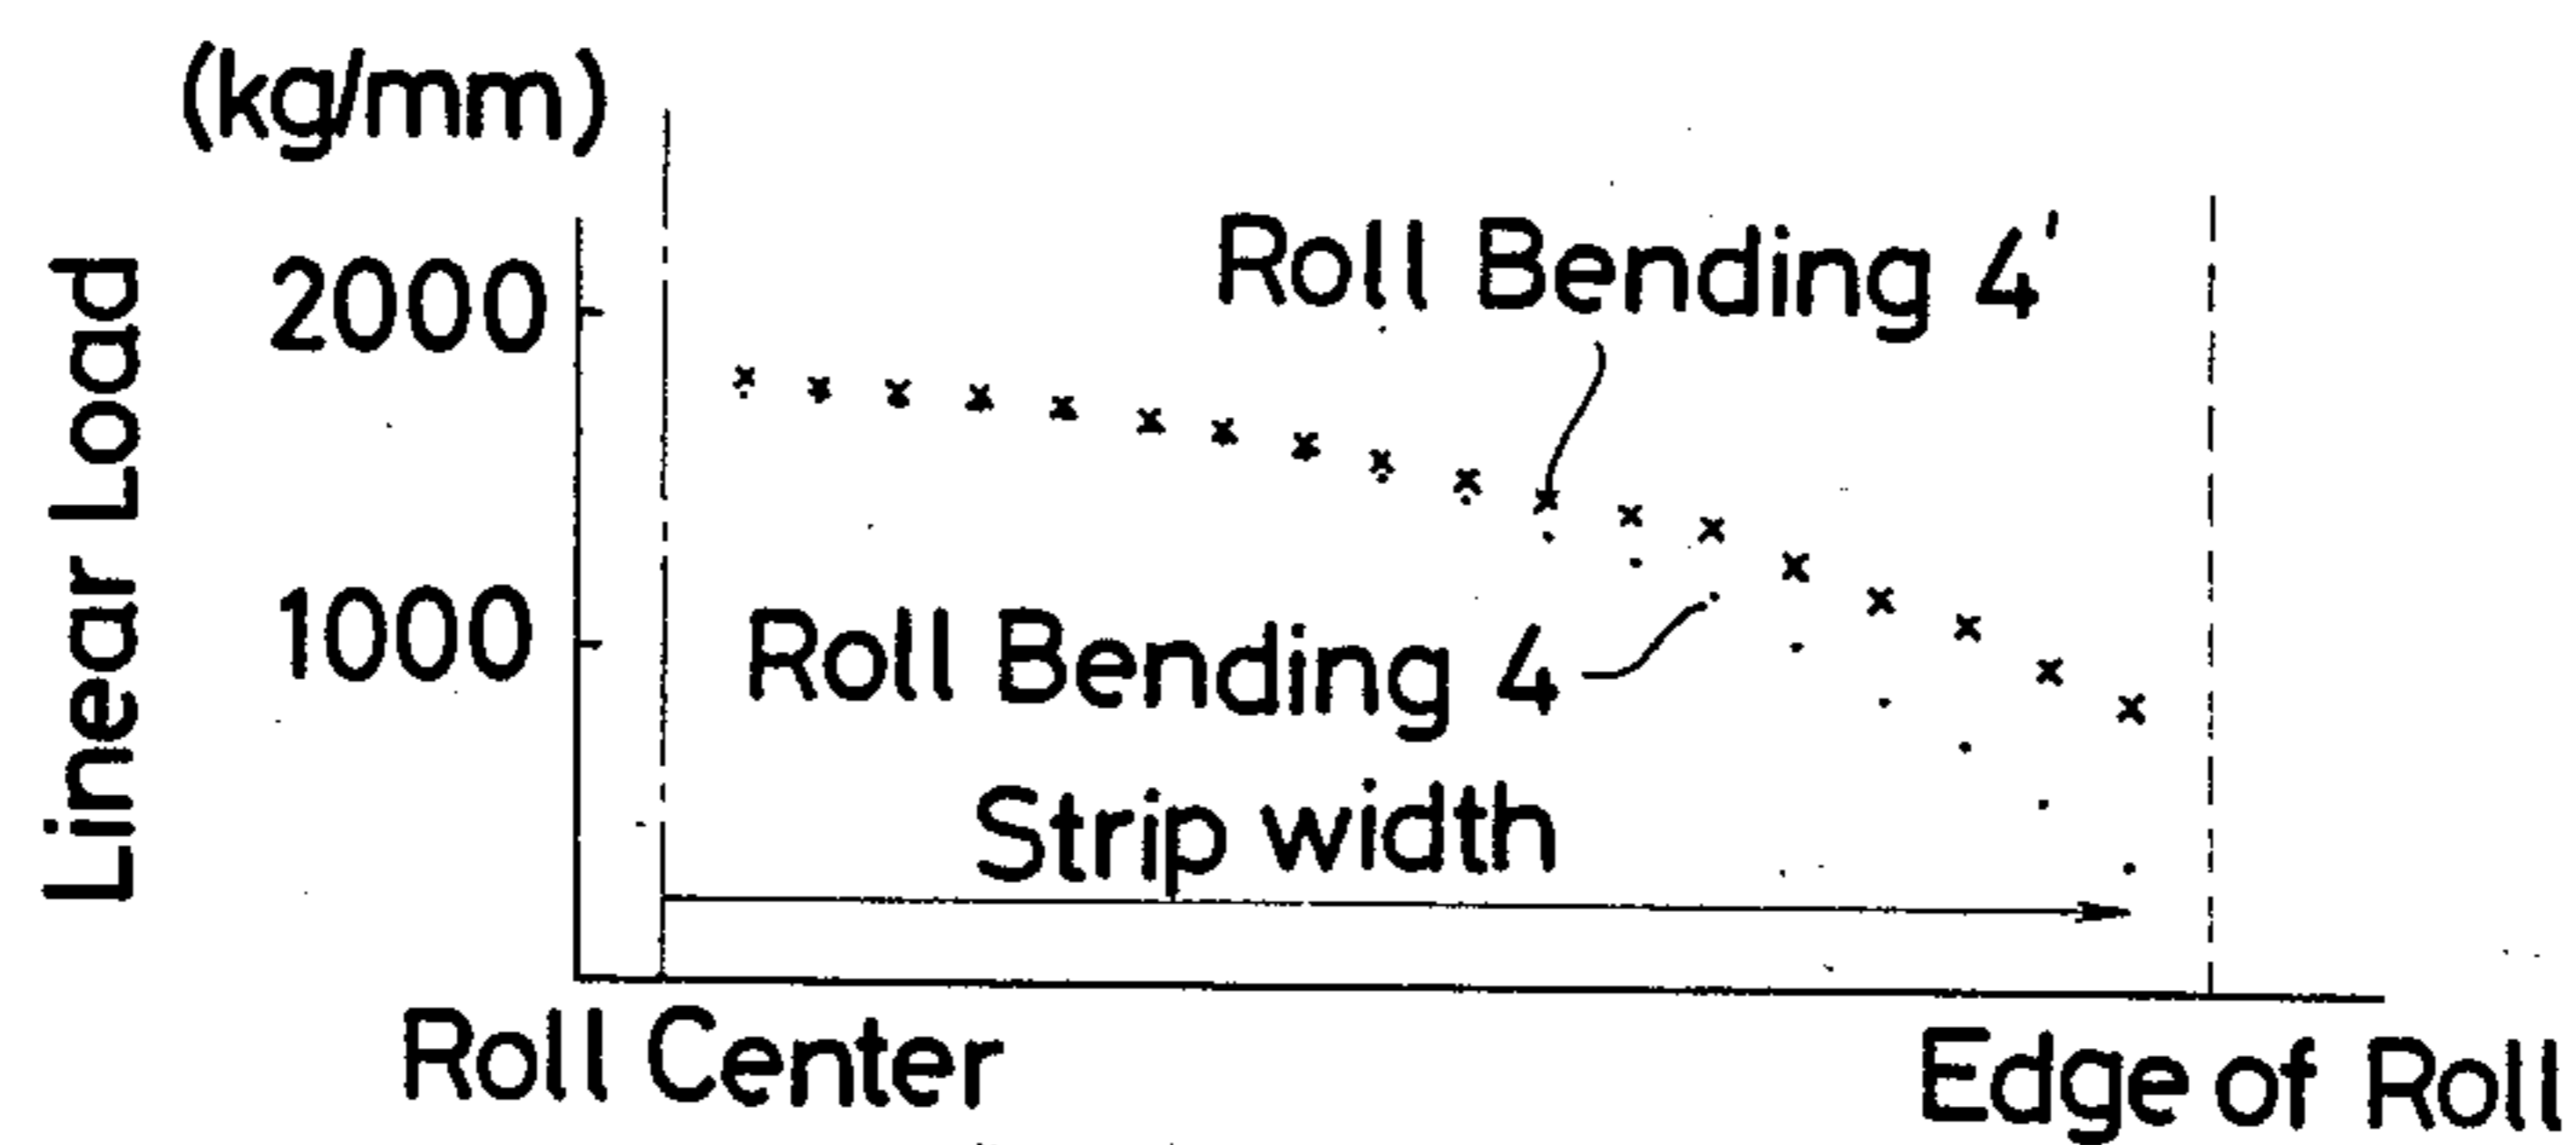 (kg/mm)
Linear Load
2000
1000
Roll Bending 4'
Roll Bending 4
Strip width
Roll Center
Edge of Roll